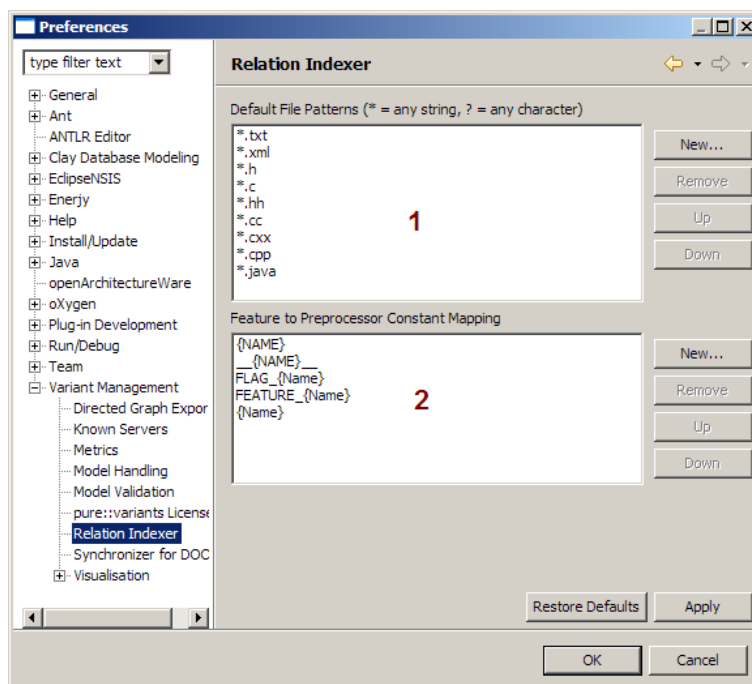 Preferences
type filter text
General
Ant
ANTLR Editor
Clay Database Modeling
EclipseNSIS
Enerjy
Help
Install/Update
Java
openArchitectureWare
oXygen
Plug-in Development
Run/Debug
Team
Variant Management
Directed Graph Expor
Known Servers
Metrics
Model Handling
Model Validation
pure::variants License
Relation Indexer
Synchronizer for DOO
Visualisation
Relation Indexer
Default File Patterns (* = any string, ? = any character)
*.txt
*.xml
*.h
*.c
*.hh
*.cc
*.cxx
*.cpp
*.java
1
New...
Remove
Up
Down
Feature to Preprocessor Constant Mapping
{NAME}
__{NAME}__
FLAG_{Name}
FEATURE_{Name}
{Name}
2
New...
Remove
Up
Down
Restore Defaults
Apply
OK
Cancel